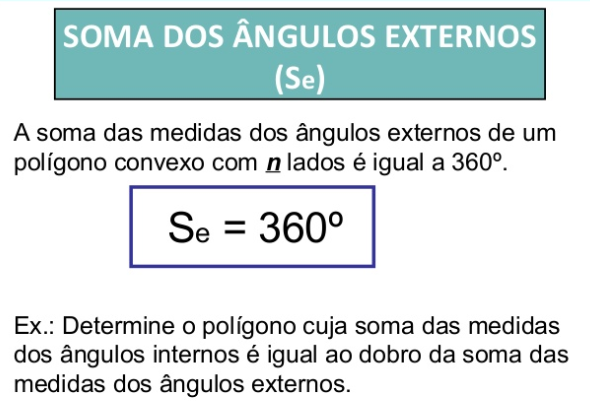 SOMA DOS ÂNGULOS EXTERNOS
(Se)
A soma das medidas dos ângulos externos de um
polígono convexo com n lados é igual a 360º.
Se = 360º
Ex.: Determine o polígono cuja soma das medidas
dos ângulos internos é igual ao dobro da soma das
medidas dos ângulos externos.